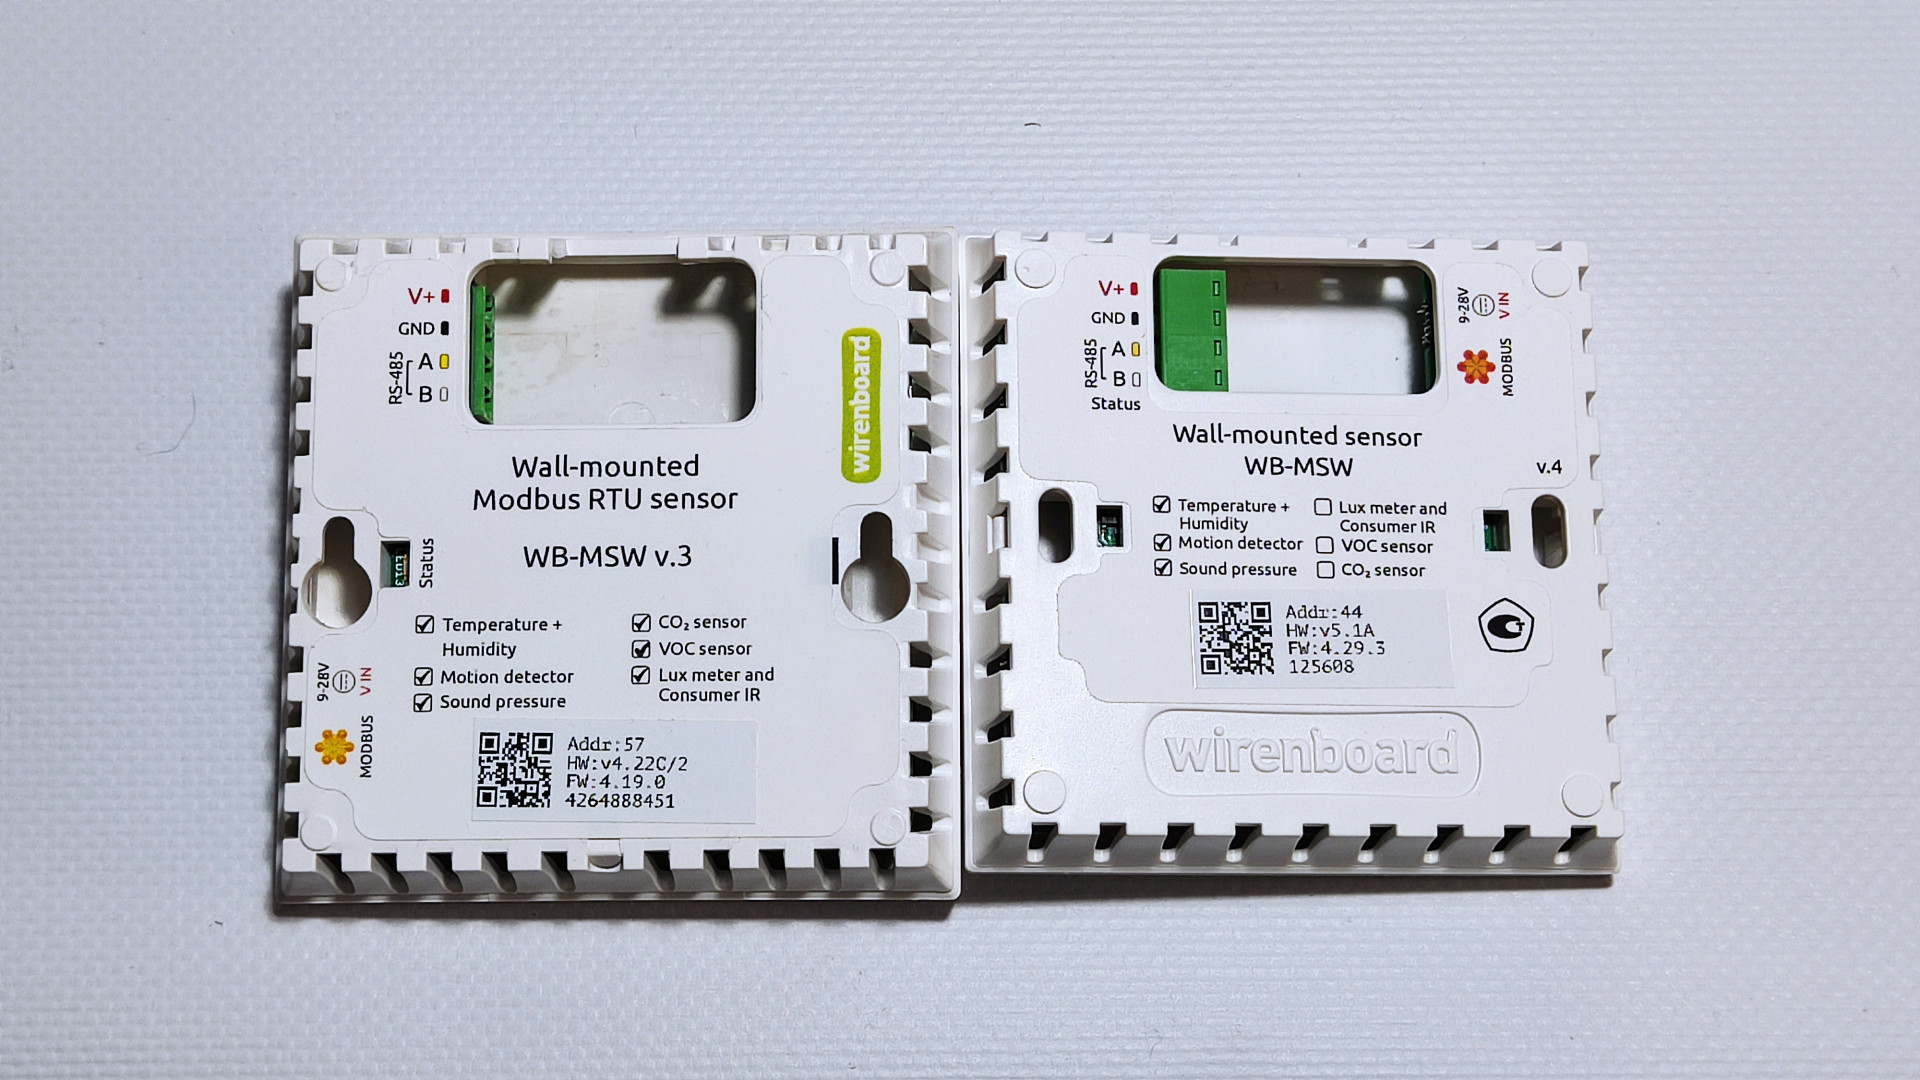 V+
GND
RS-485
A
B
wirenboard
Wall-mounted
Modbus RTU sensor
WB-MSW v.3
Status
Temperature +
Humidity
Motion detector
Sound pressure
CO₂ sensor
VOC sensor
Lux meter and
Consumer IR
9-28V
V IN
MODBUS
Addr:57
HW:v4.22C/2
FW:4.19.0
4264888451
V+
GND
RS-485
A
B
Status
9-28V
V IN
MODBUS
Wall-mounted sensor
WB-MSW
v.4
Temperature +
Humidity
Motion detector
Sound pressure
Lux meter and
Consumer IR
VOC sensor
CO₂ sensor
Addr:44
HW:v5.1A
FW:4.29.3
125608
wirenboard